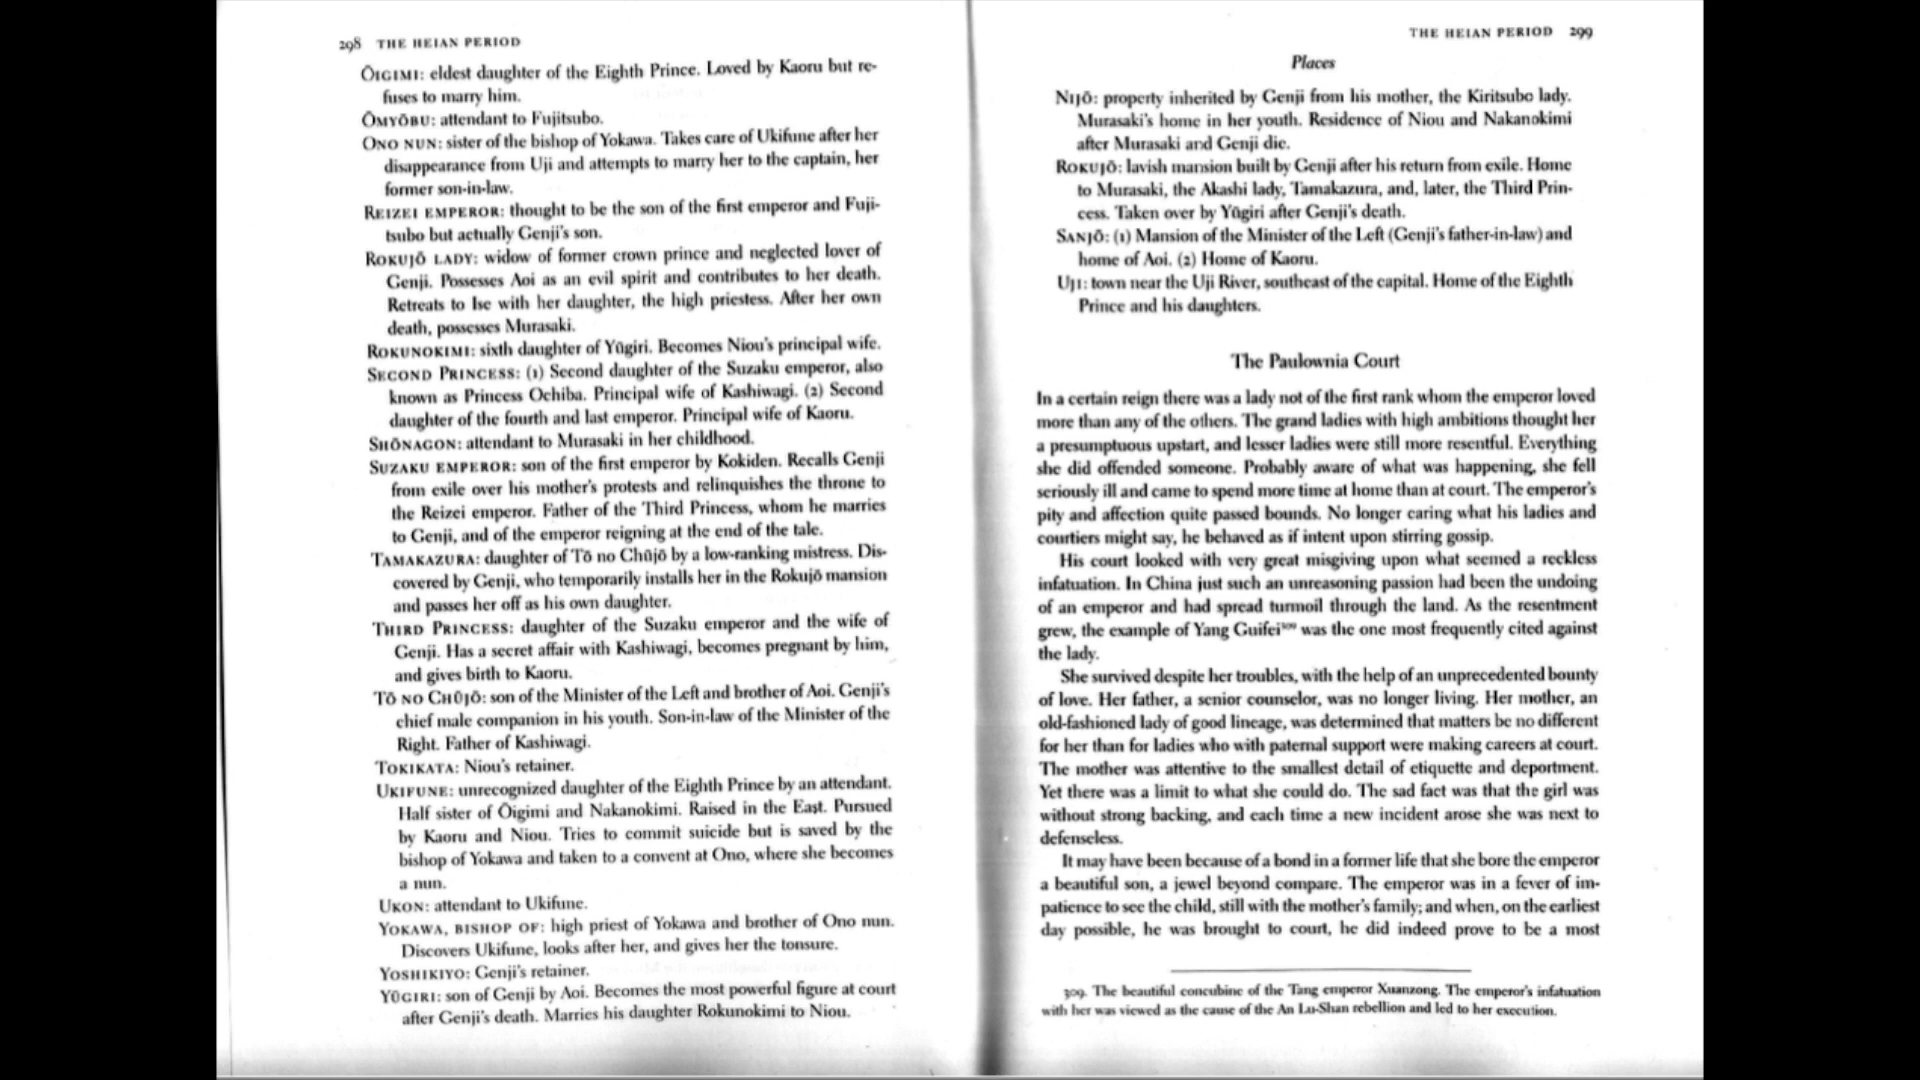 298 THE HEIAN PERIOD
ŌIGIMI: eldest daughter of the Eighth Prince. Loved by Kaoru but re-
fuses to marry him.
ŌMYŌBU: attendant to Fujitsubo.
ONO NUN: sister of the bishop of Yokawa. Takes care of Ukifune after her
disappearance from Uji and attempts to marry her to the captain, her
former son-in-law.
REIZEI EMPEROR: thought to be the son of the first emperor and Fuji-
tsubo but actually Genji's son.
ROKUJŌ LADY: widow of former crown prince and neglected lover of
Genji. Possesses Aoi as an evil spirit and contributes to her death.
Retreats to Ise with her daughter, the high priestess. After her own
death, possesses Murasaki.
ROKUNOKIMI: sixth daughter of Yūgiri. Becomes Niou's principal wife.
SECOND PRINCESS: (1) Second daughter of the Suzaku emperor, also
known as Princess Ochiba. Principal wife of Kashiwagi. (2) Second
daughter of the fourth and last emperor. Principal wife of Kaoru.
SHŌNAGON: attendant to Murasaki in her childhood.
SUZAKU EMPEROR: son of the first emperor by Kokiden. Recalls Genji
from exile over his mother's protests and relinquishes the throne to
the Reizei emperor. Father of the Third Princess, whom he marries
to Genji, and of the emperor reigning at the end of the tale.
TAMAKAZURA: daughter of Tō no Chūjō by a low-ranking mistress. Dis-
covered by Genji, who temporarily installs her in the Rokujō mansion
and passes her off as his own daughter.
THIRD PRINCESS: daughter of the Suzaku emperor and the wife of
Genji. Has a secret affair with Kashiwagi, becomes pregnant by him,
and gives birth to Kaoru.
TŌ NO CHŪJŌ: son of the Minister of the Left and brother of Aoi. Genji's
chief male companion in his youth. Son-in-law of the Minister of the
Right. Father of Kashiwagi.
TOKIKATA: Niou's retainer.
UKIFUNE: unrecognized daughter of the Eighth Prince by an attendant.
Half sister of Ōigimi and Nakanokimi. Raised in the East. Pursued
by Kaoru and Niou. Tries to commit suicide but is saved by the
bishop of Yokawa and taken to a convent at Ono, where she becomes
a nun.
UKON: attendant to Ukifune.
YOKAWA, BISHOP OF: high priest of Yokawa and brother of Ono nun.
Discovers Ukifune, looks after her, and gives her the tonsure.
YOSHIKIYO: Genji's retainer.
YŪGIRI: son of Genji by Aoi. Becomes the most powerful figure at court
after Genji's death. Marries his daughter Rokunokimi to Niou.
THE HEIAN PERIOD 299
Places
NIJŌ: property inherited by Genji from his mother, the Kiritsubo lady.
Murasaki's home in her youth. Residence of Niou and Nakanokimi
after Murasaki and Genji die.
ROKUJŌ: lavish mansion built by Genji after his return from exile. Home
to Murasaki, the Akashi lady, Tamakazura, and, later, the Third Prin-
cess. Taken over by Yūgiri after Genji's death.
SANJŌ: (1) Mansion of the Minister of the Left (Genji's father-in-law) and
home of Aoi. (2) Home of Kaoru.
UJI: town near the Uji River, southeast of the capital. Home of the Eighth
Prince and his daughters.
The Paulownia Court
In a certain reign there was a lady not of the first rank whom the emperor loved
more than any of the others. The grand ladies with high ambitions thought her
a presumptuous upstart, and lesser ladies were still more resentful. Everything
she did offended someone. Probably aware of what was happening, she fell
seriously ill and came to spend more time at home than at court. The emperor's
pity and affection quite passed bounds. No longer caring what his ladies and
courtiers might say, he behaved as if intent upon stirring gossip.
His court looked with very great misgiving upon what seemed a reckless
infatuation. In China just such an unreasoning passion had been the undoing
of an emperor and had spread turmoil through the land. As the resentment
grew, the example of Yang Guifei³⁰⁹ was the one most frequently cited against
the lady.
She survived despite her troubles, with the help of an unprecedented bounty
of love. Her father, a senior counselor, was no longer living. Her mother, an
old-fashioned lady of good lineage, was determined that matters be no different
for her than for ladies who with paternal support were making careers at court.
The mother was attentive to the smallest detail of etiquette and deportment.
Yet there was a limit to what she could do. The sad fact was that the girl was
without strong backing, and each time a new incident arose she was next to
defenseless.
It may have been because of a bond in a former life that she bore the emperor
a beautiful son, a jewel beyond compare. The emperor was in a fever of im-
patience to see the child, still with the mother's family; and when, on the earliest
day possible, he was brought to court, he did indeed prove to be a most
309. The beautiful concubine of the Tang emperor Xuanzong. The emperor's infatuation
with her was viewed as the cause of the An Lu-Shan rebellion and led to her execution.